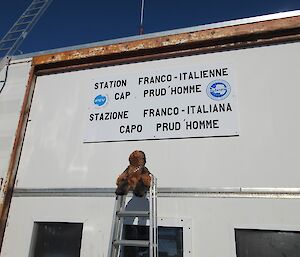 STATION FRANCO-ITALIENNE
CAP PRUD'HOMME
STAZIONE FRANCO-ITALIANA
CAPO PRUD'HOMME